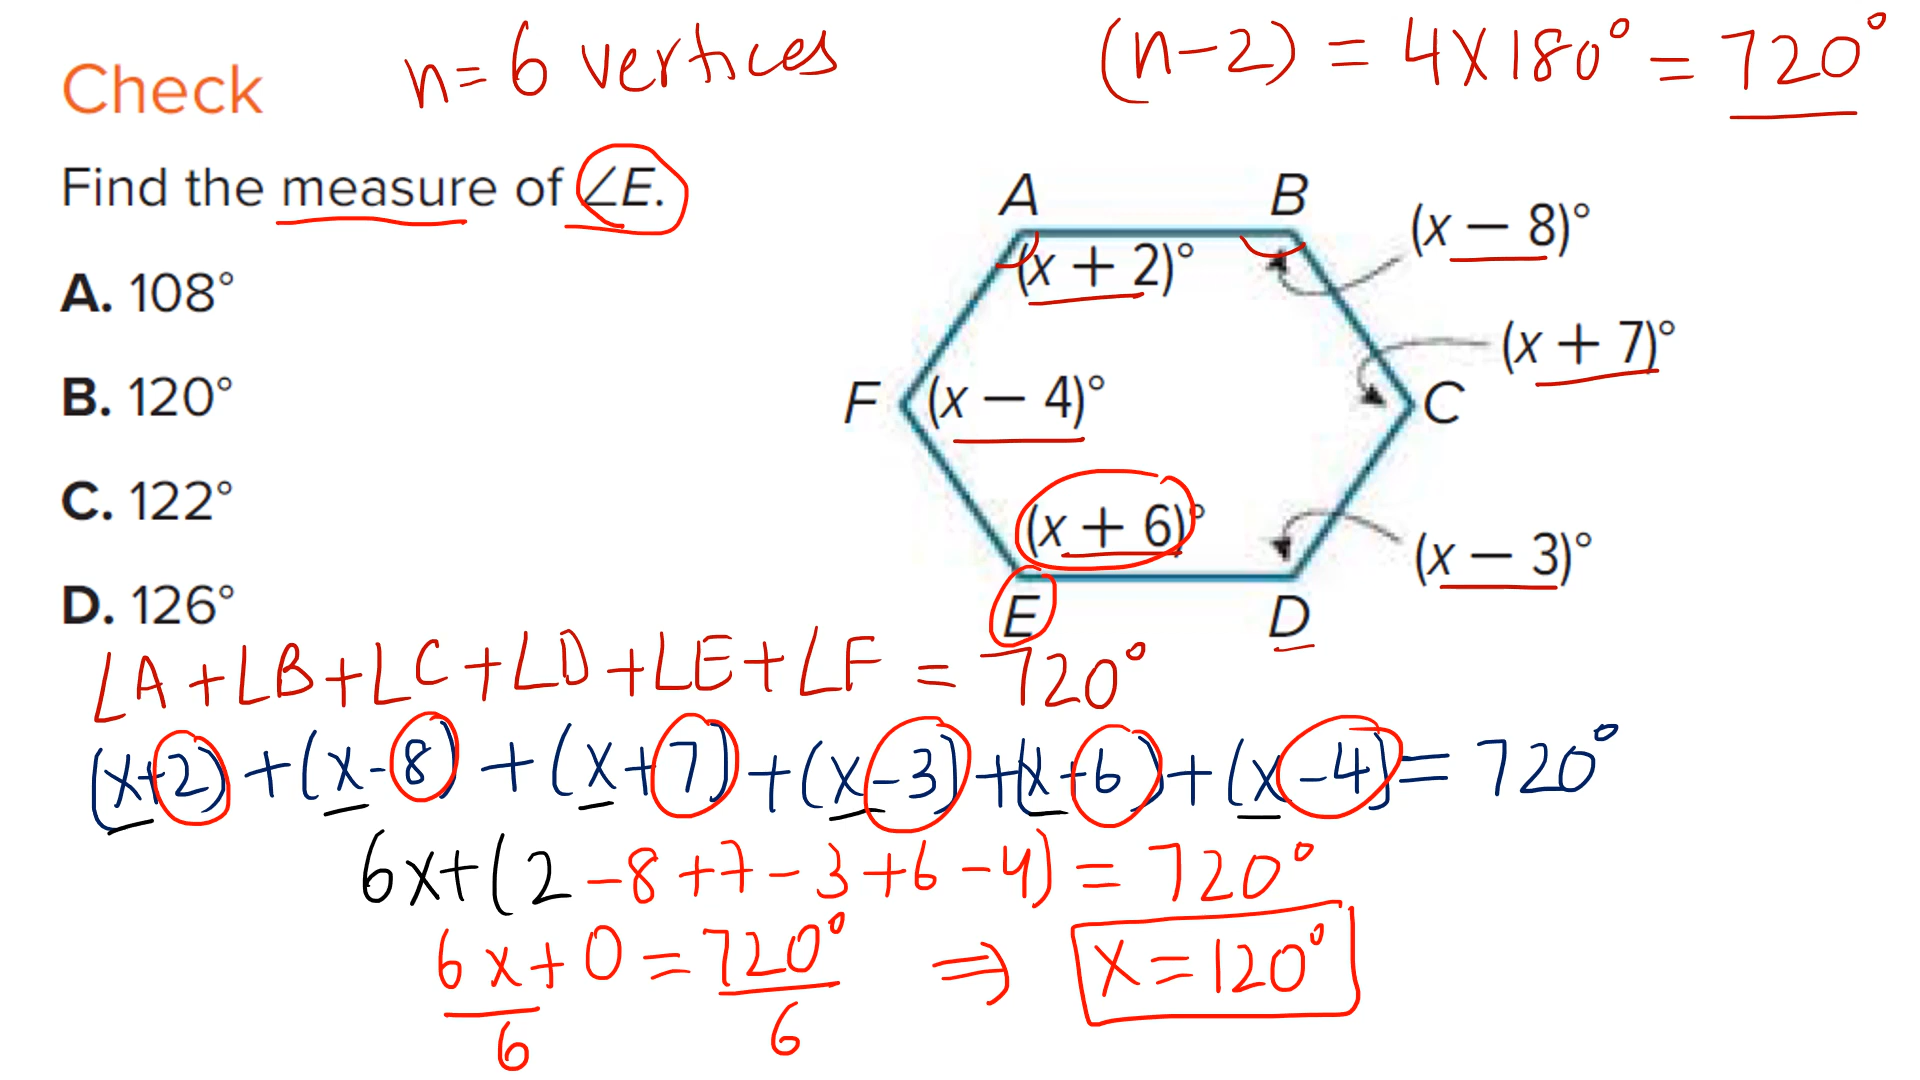 n = 6 vertices
(n-2) = 4 X 180° = 720°
Check
Find the measure of ∠E.
A. 108°
B. 120°
C. 122°
D. 126°
A
B
(x + 2)°
(x − 8)°
(x + 7)°
F
(x − 4)°
C
(x + 6)°
(x − 3)°
E
D
∠A + ∠B + ∠C + ∠D + ∠E + ∠F = 720°
(x+2) + (x-8) + (x+7) + (x-3) + (x+6) + (x-4) = 720°
6x + (2 - 8 + 7 - 3 + 6 - 4) = 720°
6x + 0 = 720° ⇒ x = 120°
6 6